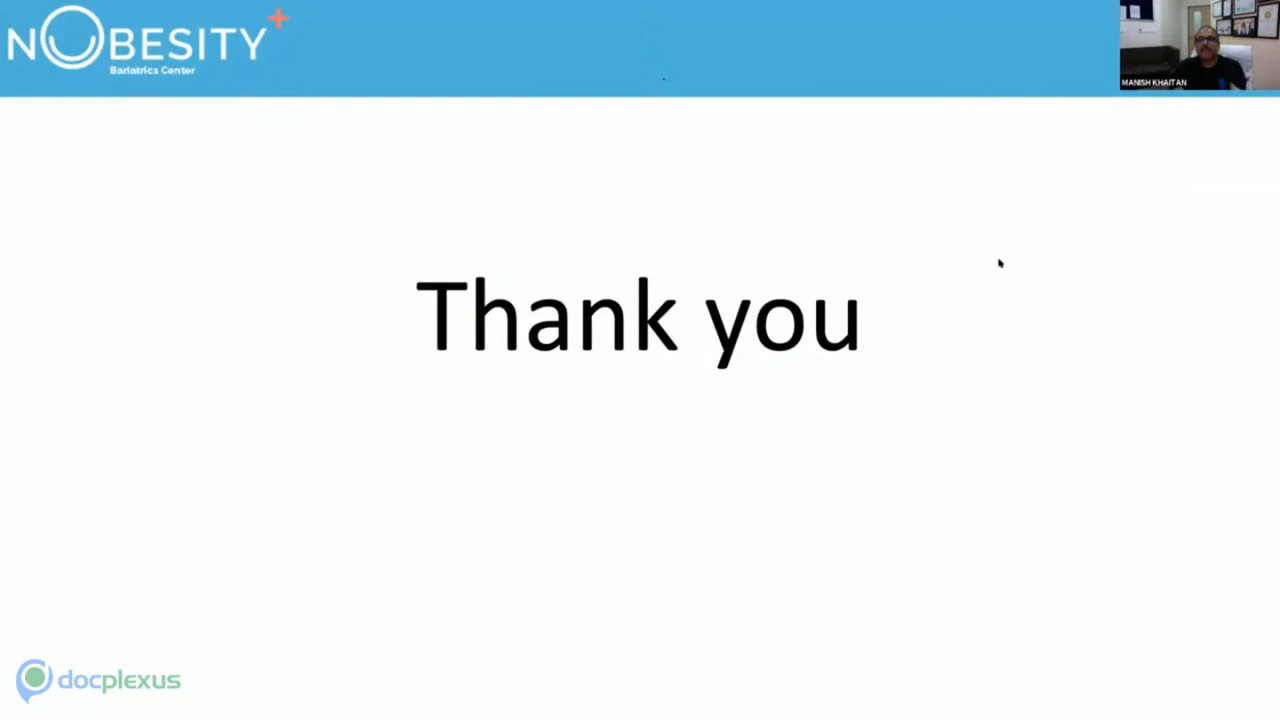 NOBESITY+
Bariatrics Center
MANISH KHAITAN
Thank you
docplexus